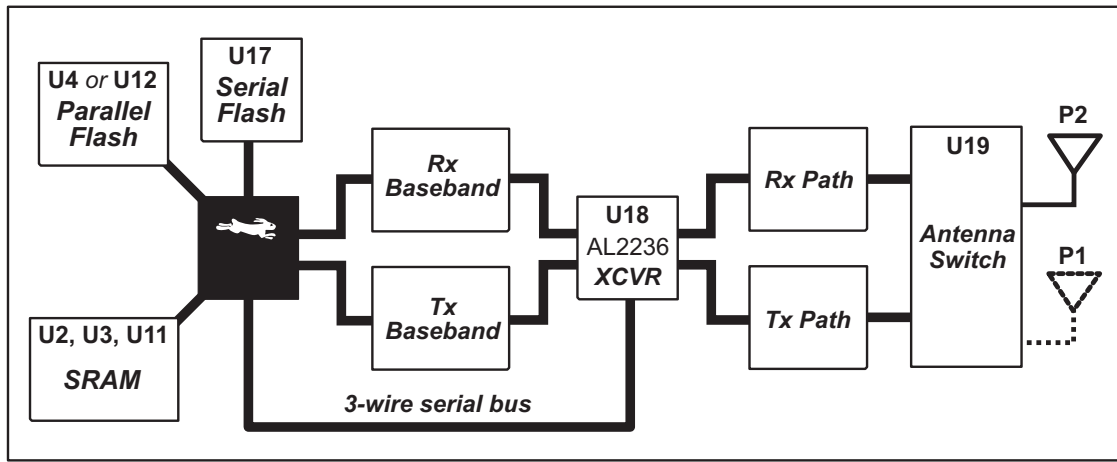 U4 or U12
Parallel
Flash
U17
Serial
Flash
U2, U3, U11
SRAM
Rx
Baseband
Tx
Baseband
3-wire serial bus
U18
AL2236
XCVR
Rx Path
Tx Path
U19
Antenna
Switch
P2
P1